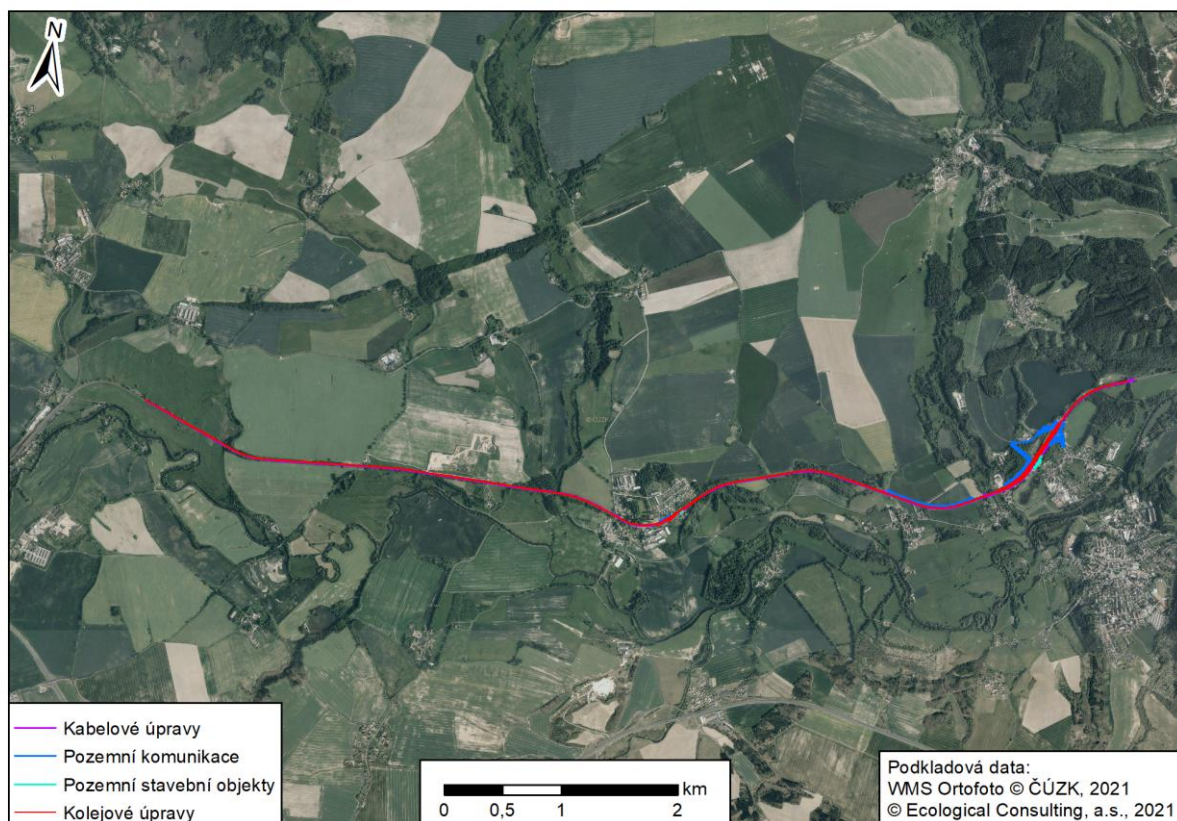 N
Kabelové úpravy
Pozemní komunikace
Pozemní stavební objekty
Kolejové úpravy
0 0,5 1 2 km
Podkladová data:
WMS Ortofoto © ČÚZK, 2021
© Ecological Consulting, a.s., 2021